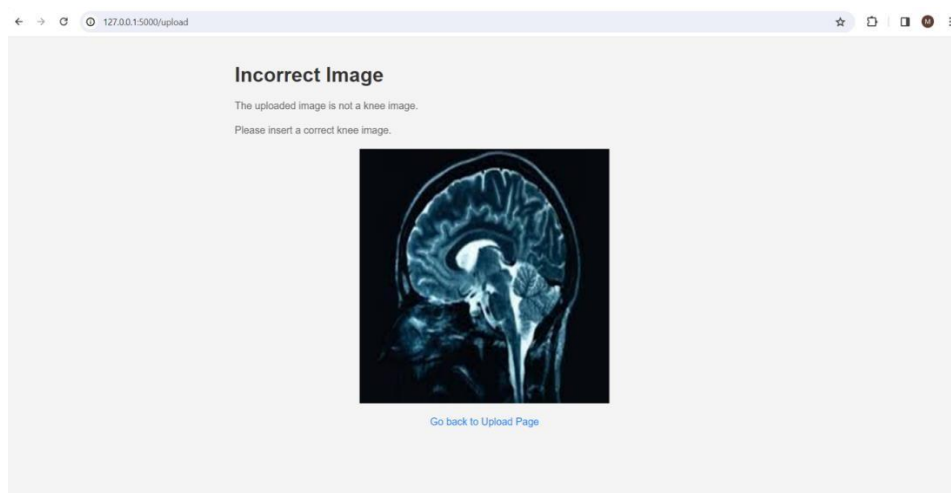 127.0.0.1:5000/upload
M
Incorrect Image
The uploaded image is not a knee image.
Please insert a correct knee image.
Go back to Upload Page